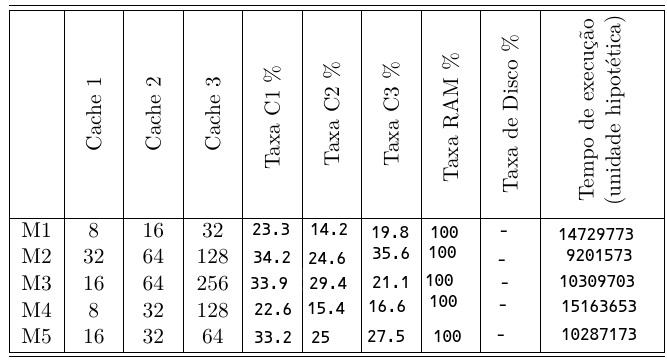 Cache 1 Cache 2 Cache 3 Taxa C1 % Taxa C2 % Taxa C3 % Taxa RAM % Taxa de Disco % Tempo de execução (unidade hipotética)
M1 8 16 32 23.3 14.2 19.8 100 - 14729773
M2 32 64 128 34.2 24.6 35.6 100 - 9201573
M3 16 64 256 33.9 29.4 21.1 100 - 10309703
M4 8 32 128 22.6 15.4 16.6 100 - 15163653
M5 16 32 64 33.2 25 27.5 100 - 10287173